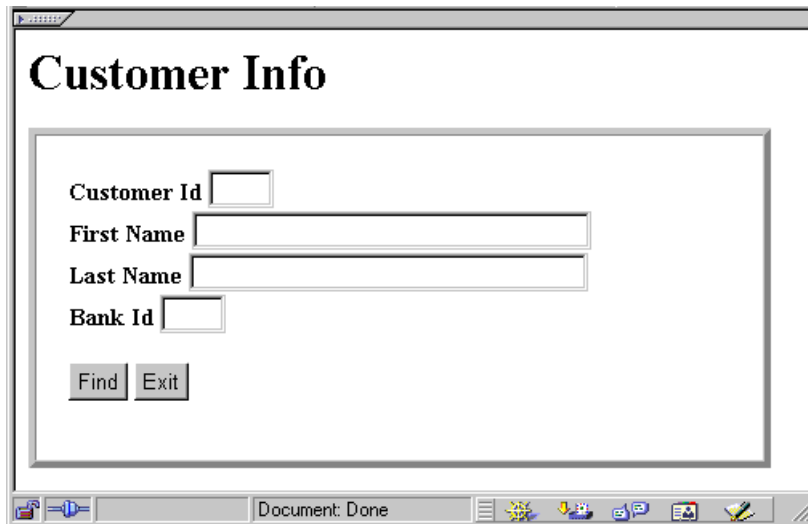 Customer Info
Customer Id
First Name
Last Name
Bank Id
Find Exit
Document: Done